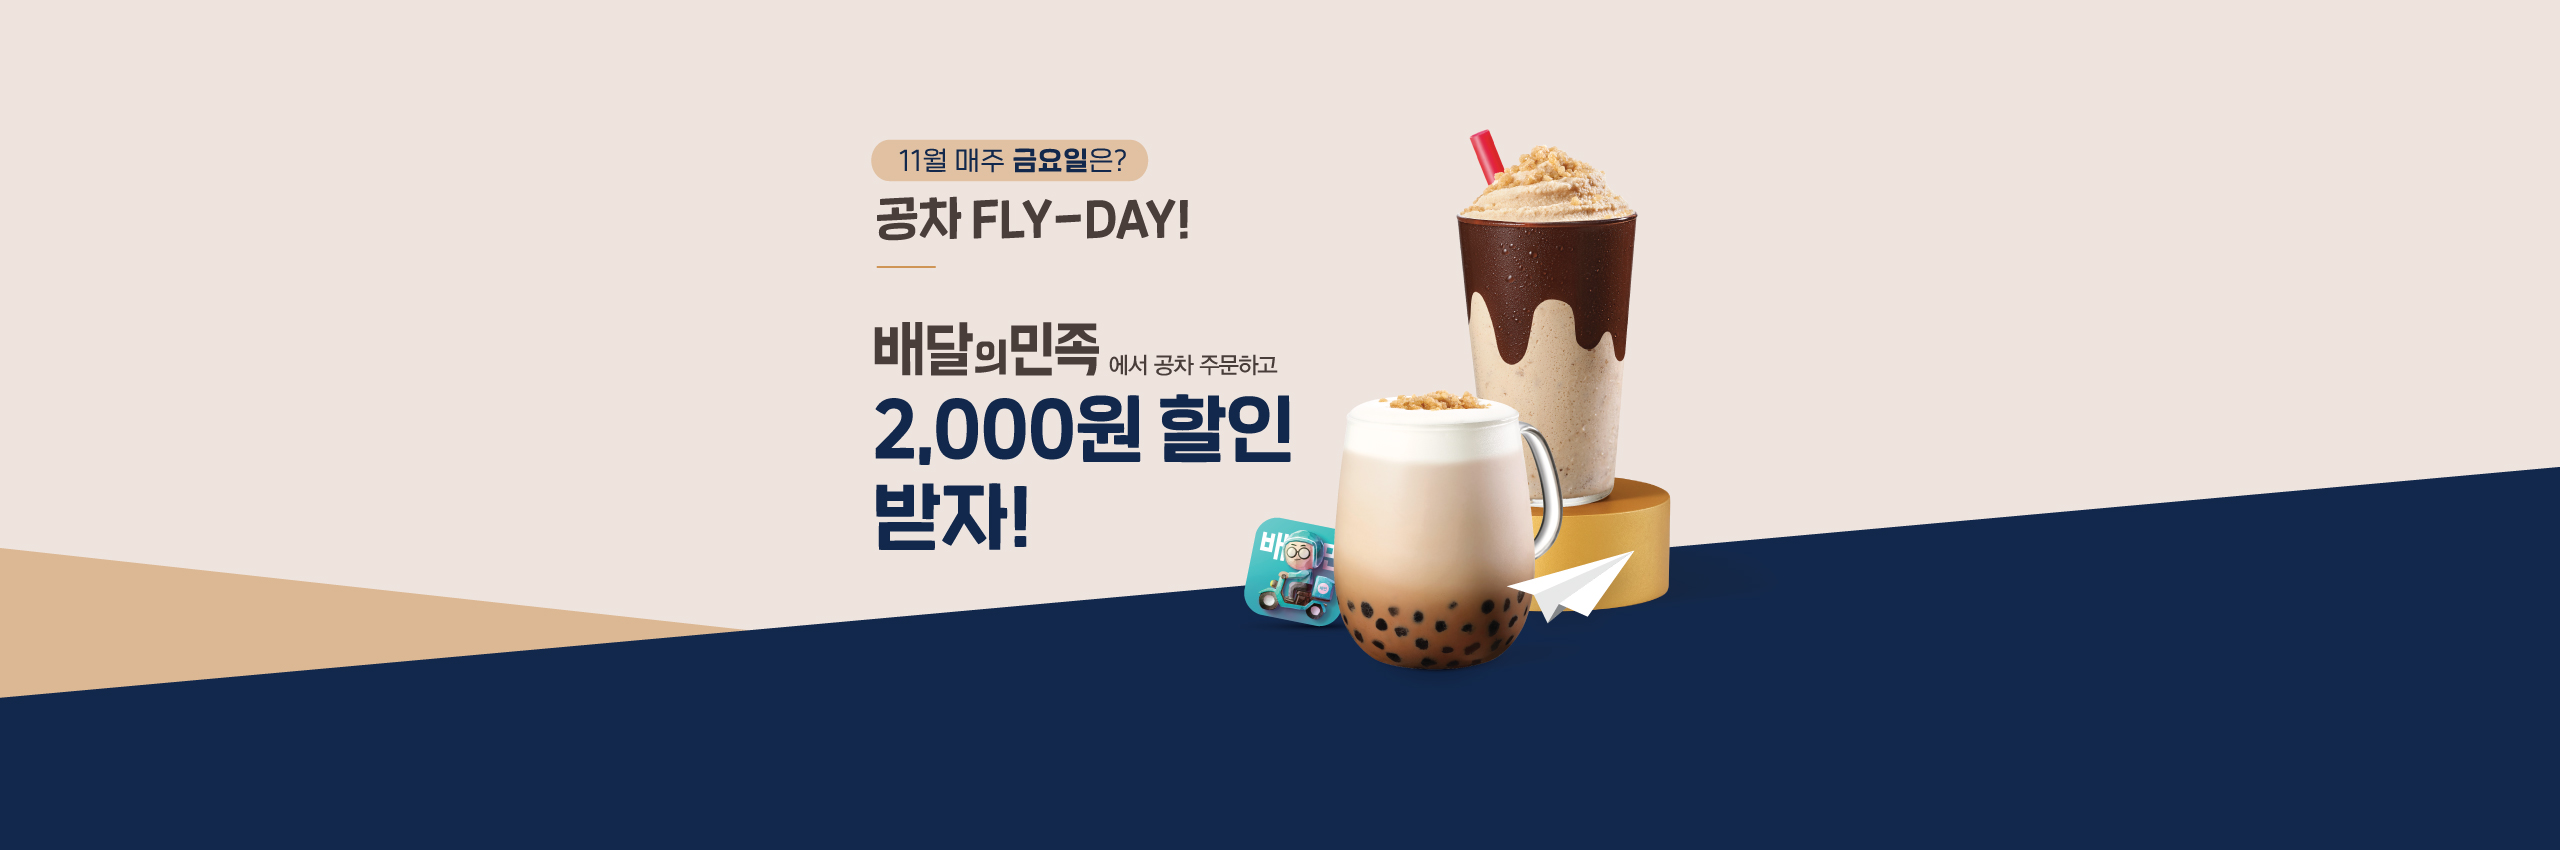 11월 매주 금요일은?
공차 FLY-DAY!
배달의민족 에서 공차 주문하고
2,000원 할인
받자!
배